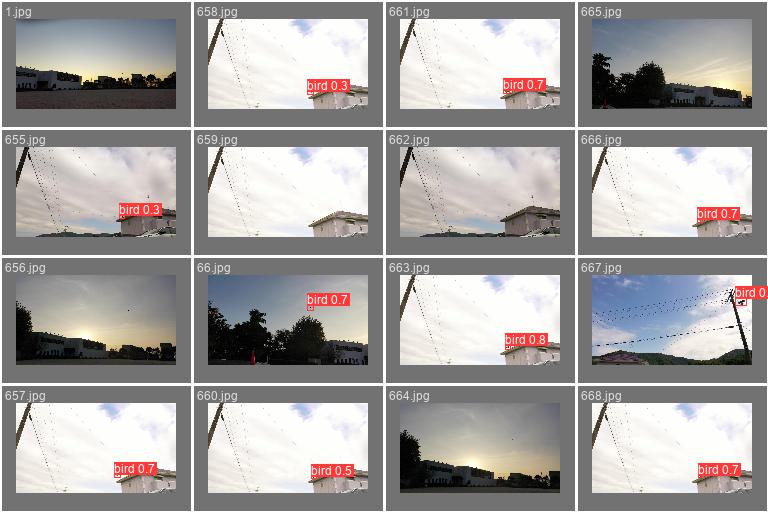 1.jpg
658.jpg
661.jpg
665.jpg
bird 0.3
bird 0.7
655.jpg
659.jpg
662.jpg
666.jpg
bird 0.3
bird 0.7
656.jpg
66.jpg
663.jpg
667.jpg
bird 0.7
bird 0.
bird 0.8
657.jpg
660.jpg
664.jpg
668.jpg
bird 0.7
bird 0.5
bird 0.7